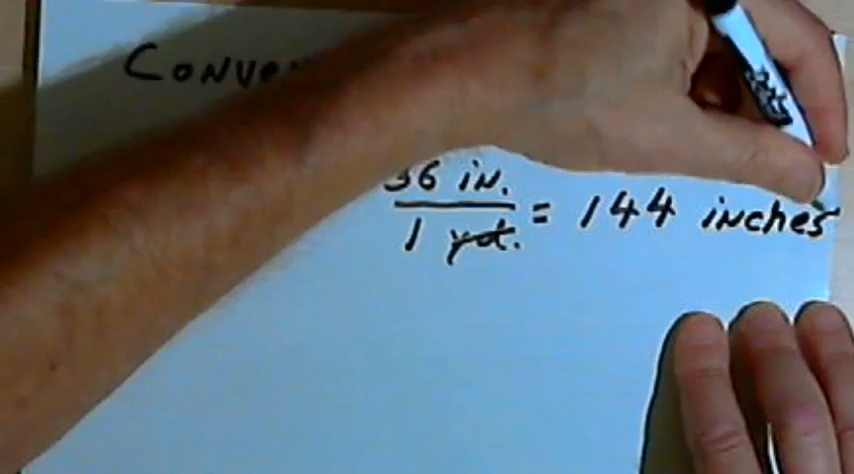 Conve
36 in. = 144 inches
1 yd.